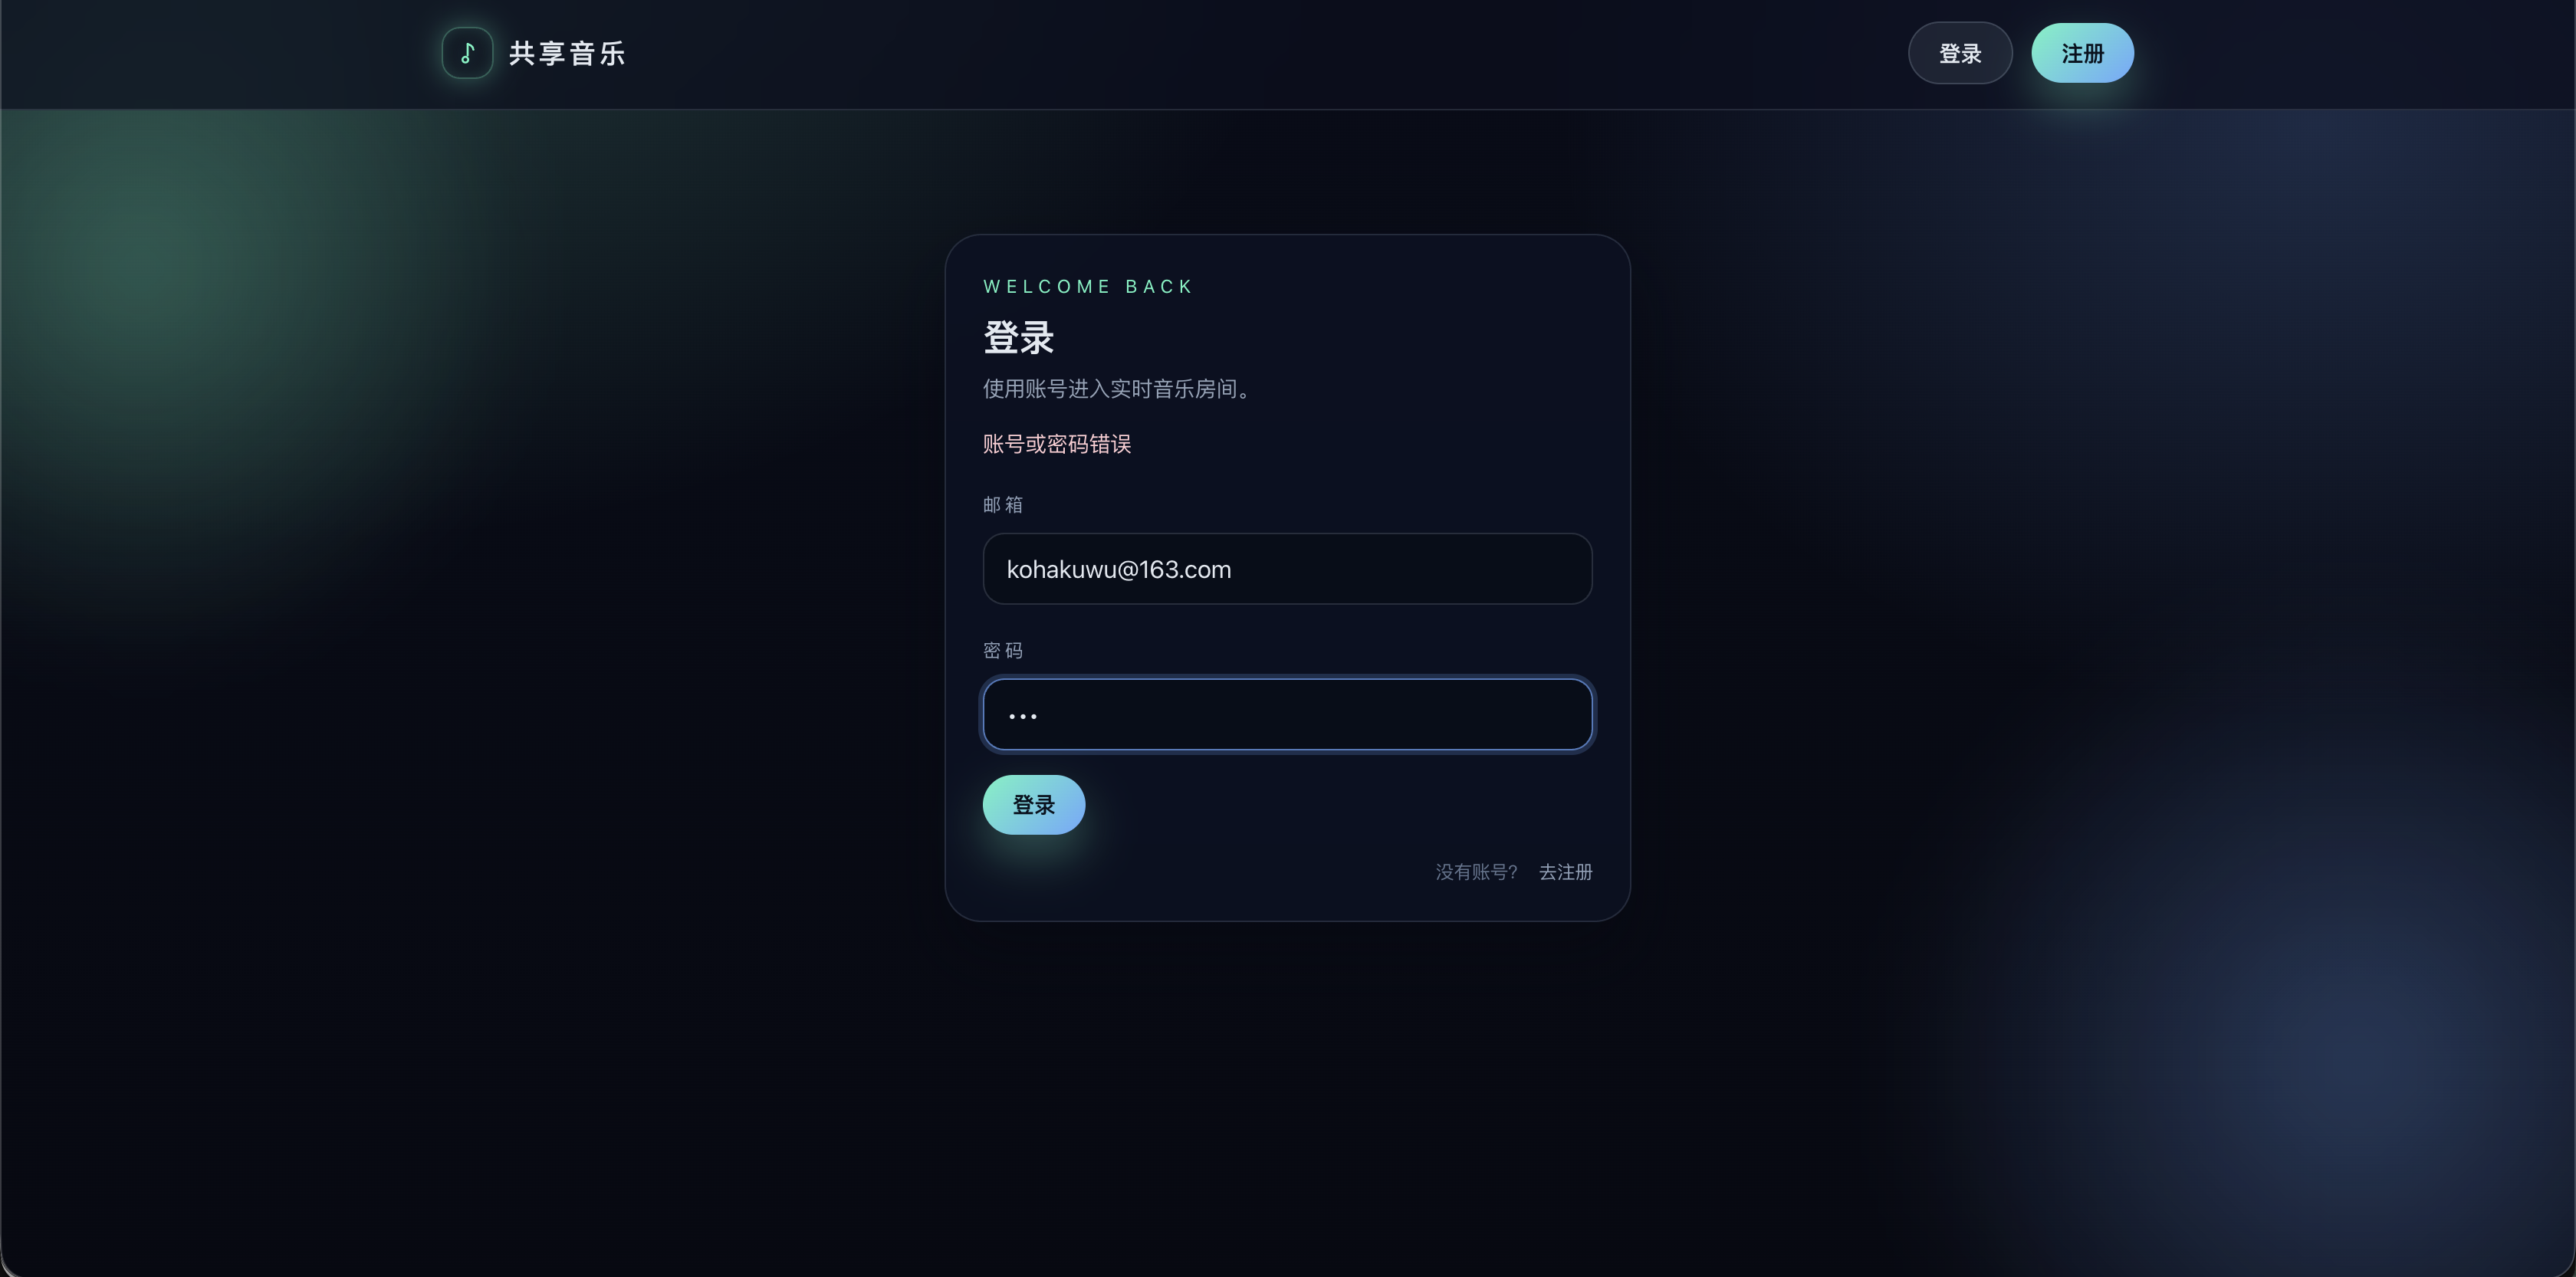 共享音乐
登录
注册
WELCOME BACK
登录
使用账号进入实时音乐房间。
账号或密码错误
邮箱
kohakuwu@163.com
密码
•••
登录
没有账号? 去注册